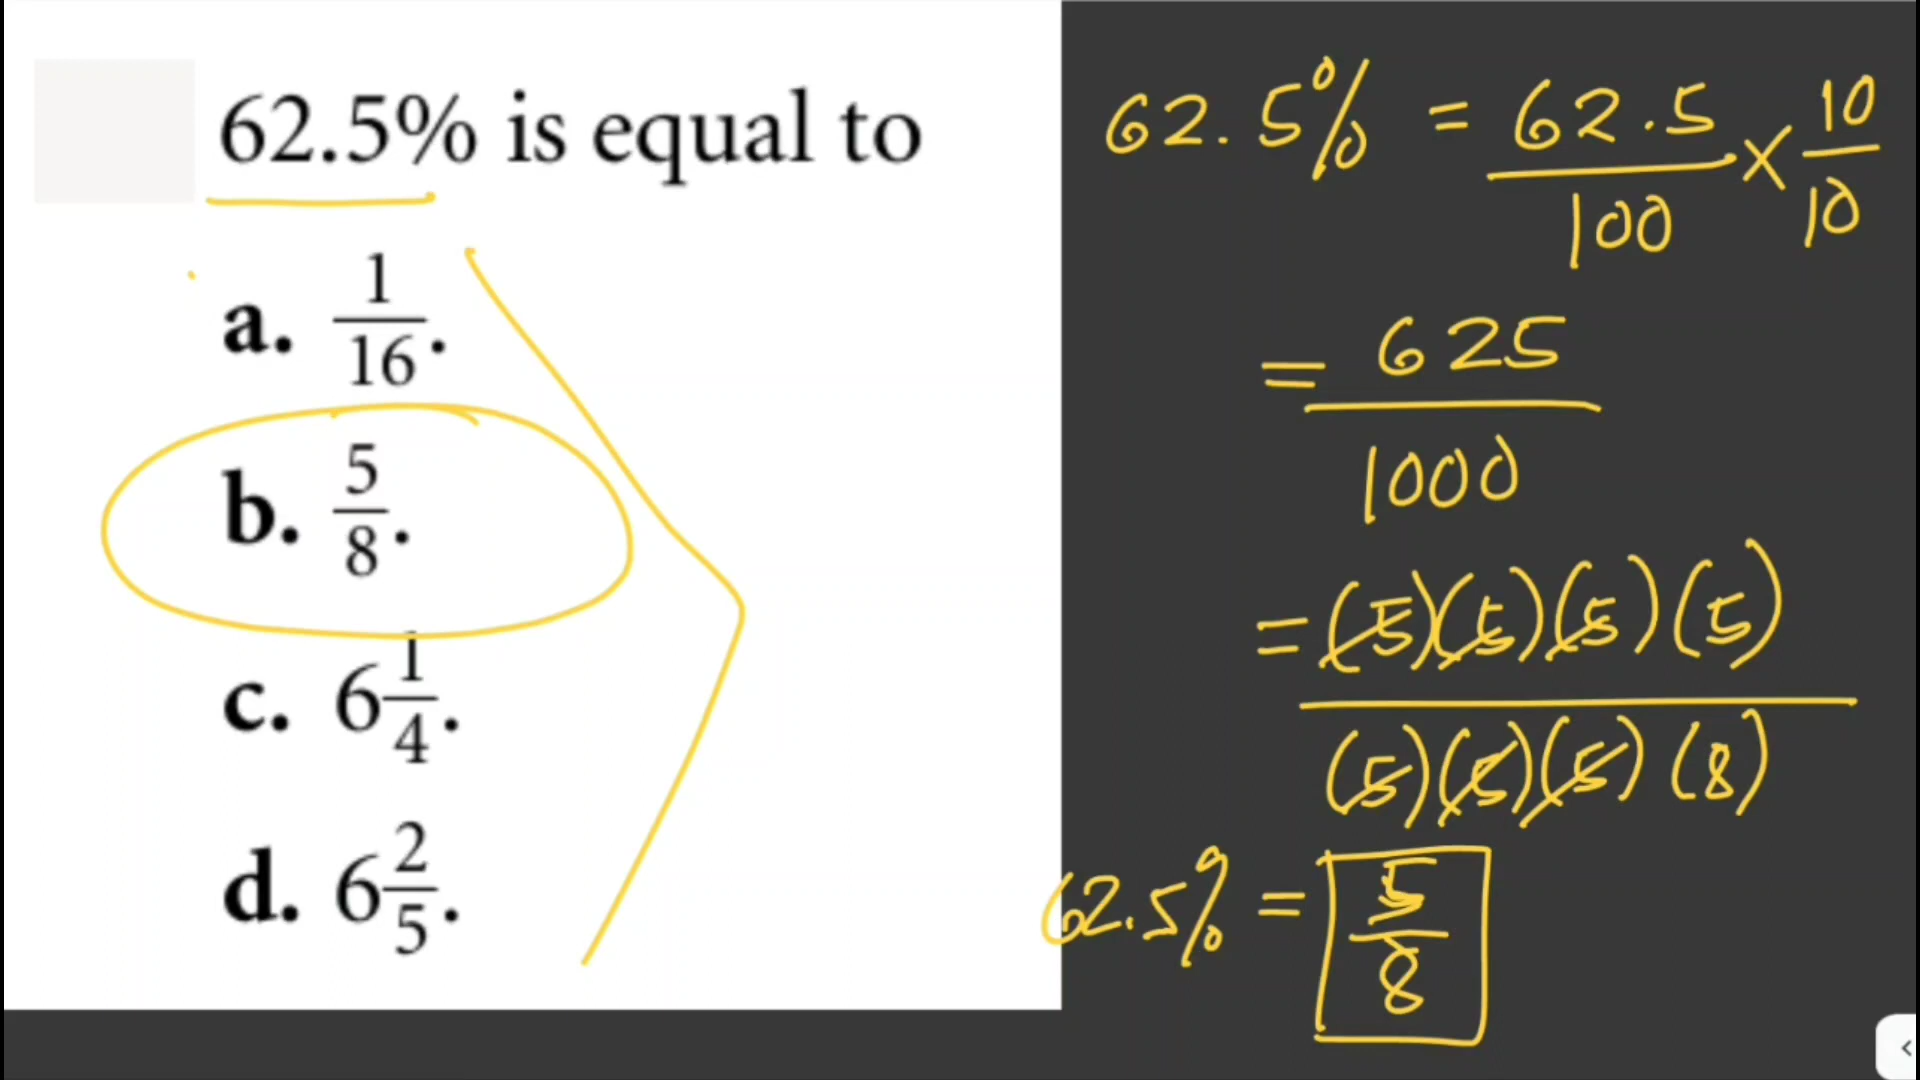 62.5% is equal to
a. 1/16.
b. 5/8.
c. 6 1/4.
d. 6 2/5.
62.5% = 62.5/100 × 10/10
= 625/1000
= (5)(5)(5)(5)/(5)(5)(5)(8)
62.5% = 5/8
<